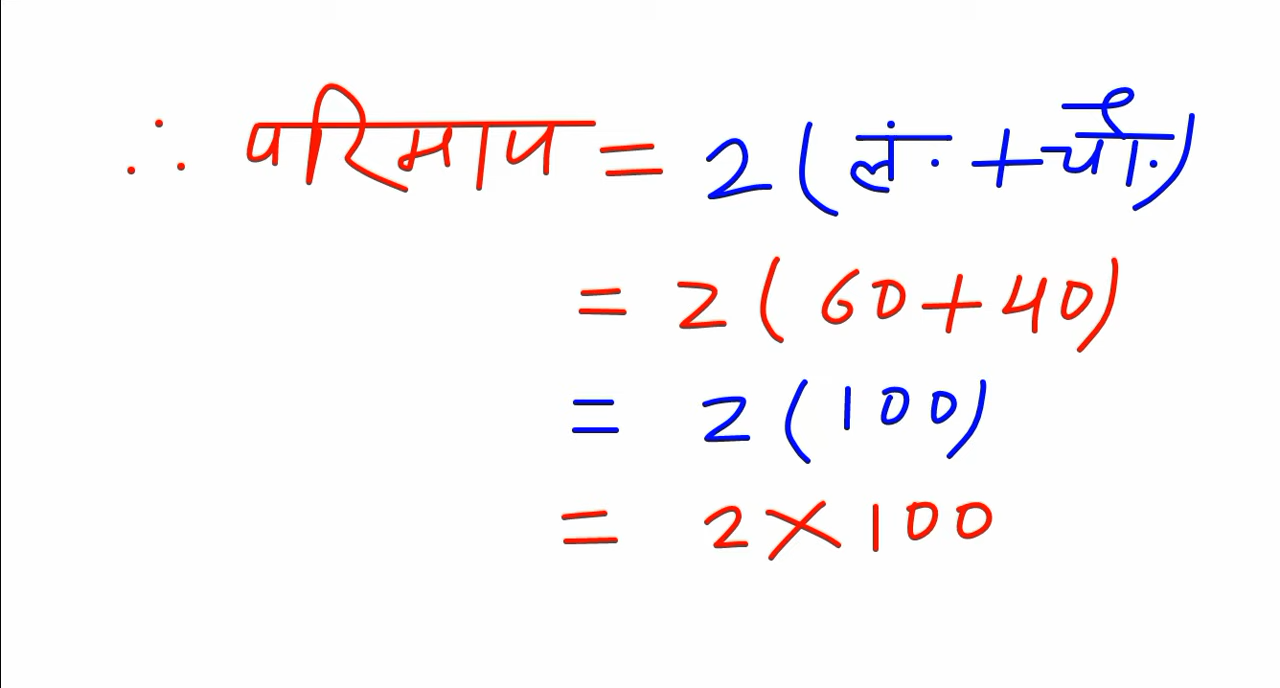 ∴ परिमाप = 2 ( लं. + चौ. )
= 2 ( 60 + 40 )
= 2 ( 100 )
= 2 × 100